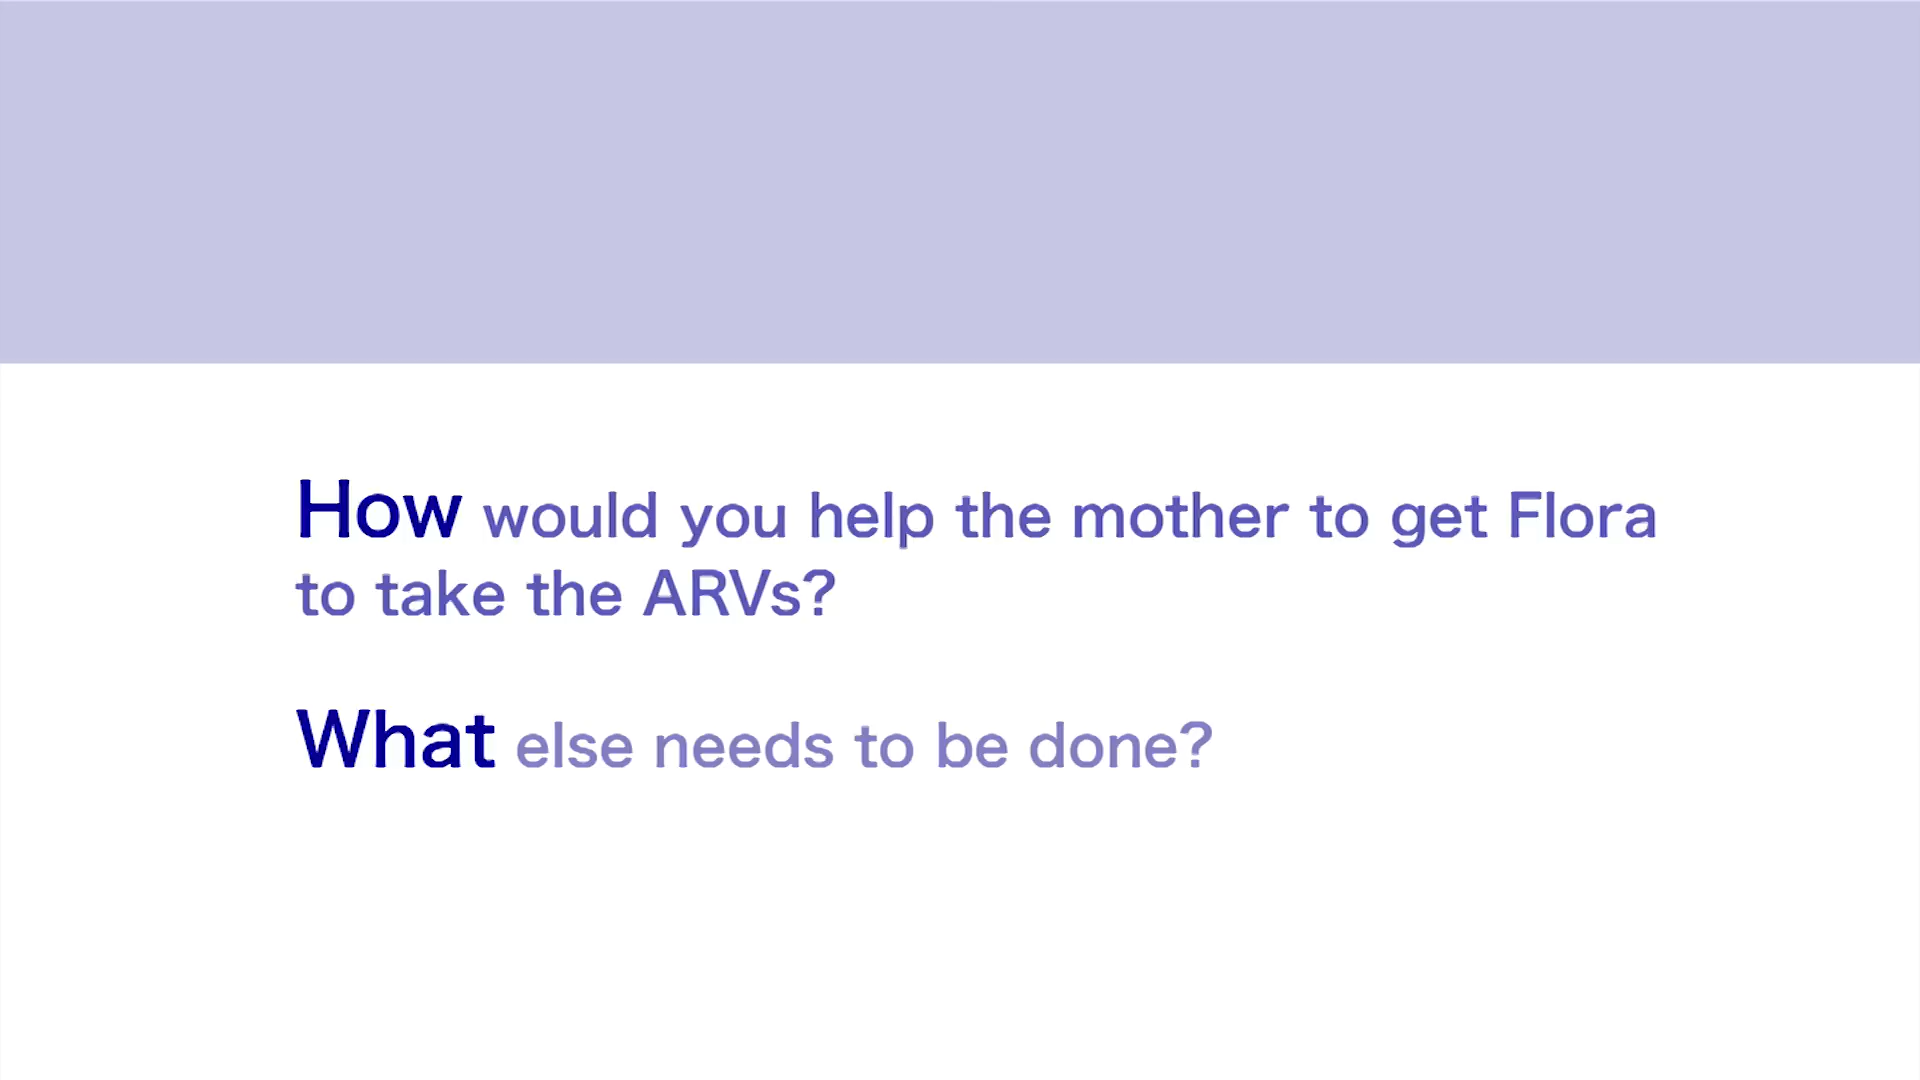 How would you help the mother to get Flora
to take the ARVs?
What else needs to be done?